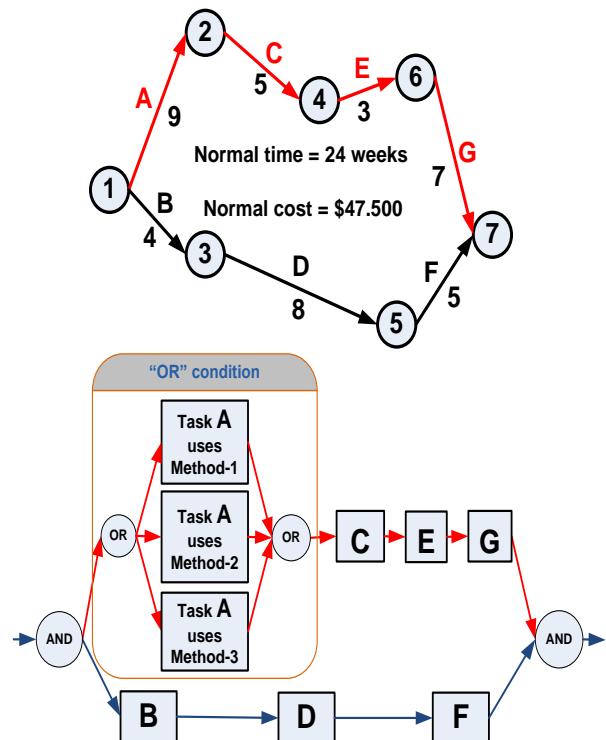 2
C
E
6
A
5
4
3
9
Normal time = 24 weeks
G
7
1
B
Normal cost = $47.500
4
3
7
D
F
8
5
5
“OR” condition
Task A
uses
Method-1
OR
Task A
uses
Method-2
OR
C
E
G
Task A
uses
Method-3
AND
AND
B
D
F